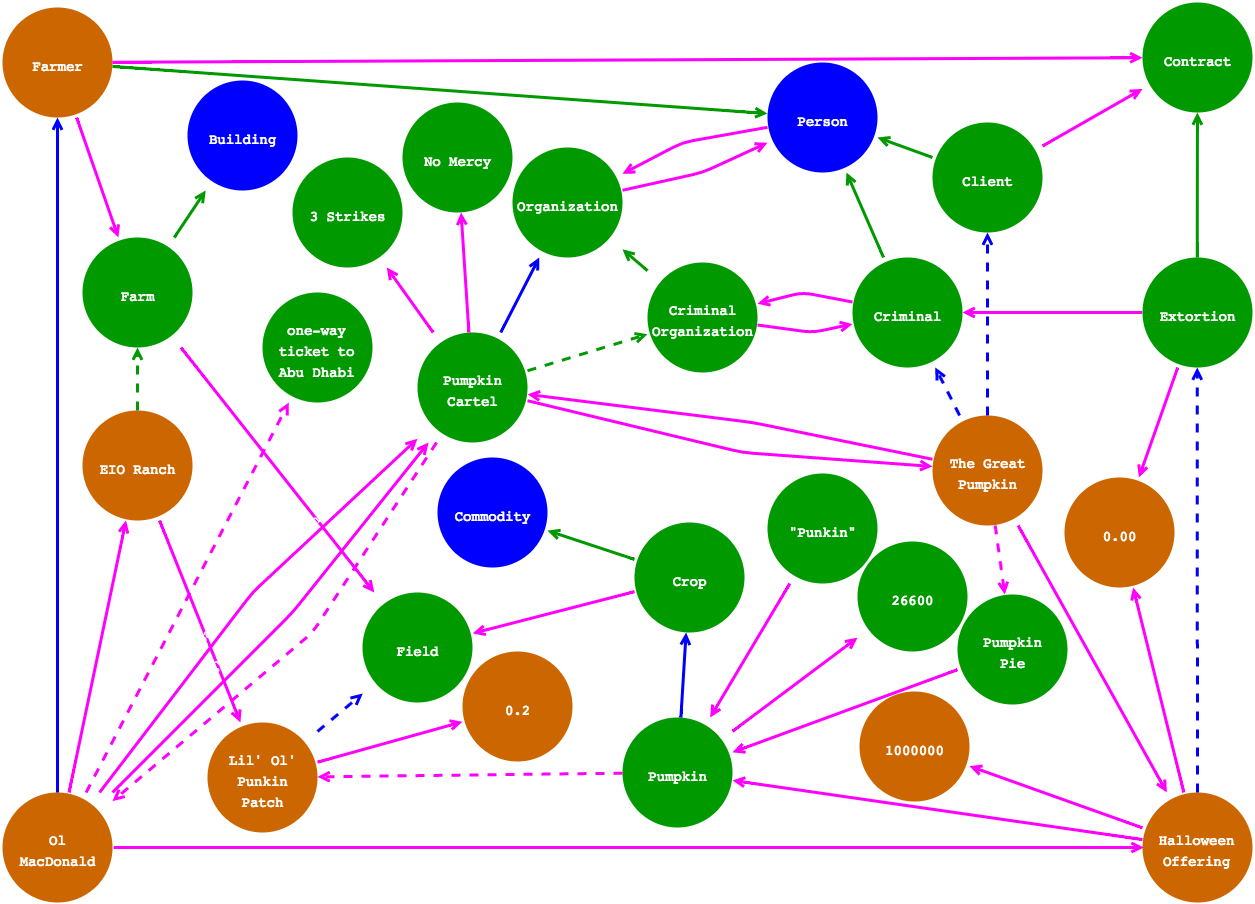 Farmer
Contract
Person
Building
No Mercy
Client
Organization
3 Strikes
Farm
Criminal
Organization
Criminal
Extortion
one-way
ticket to
Abu Dhabi
Pumpkin
Cartel
EIO Ranch
The Great
Pumpkin
Commodity
"Punkin"
0.00
Crop
26600
Field
Pumpkin
Pie
0.2
1000000
Lil' Ol'
Punkin
Patch
Pumpkin
Ol
MacDonald
Halloween
Offering